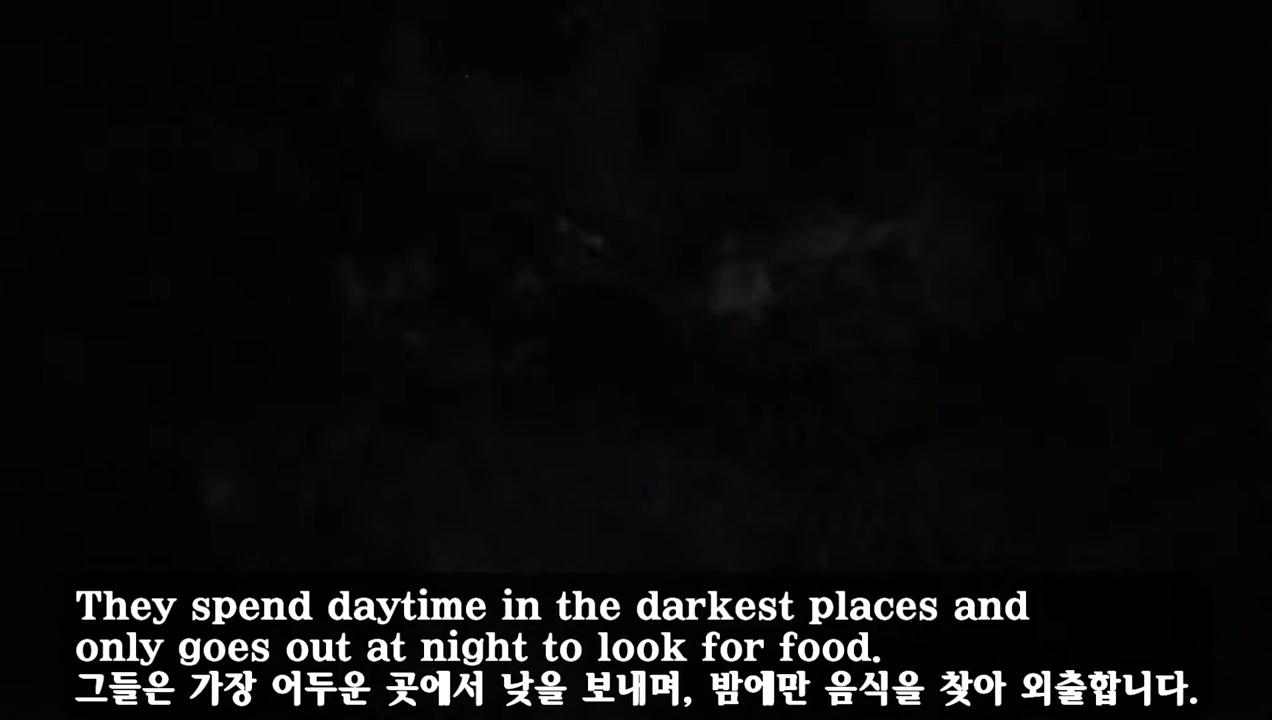 They spend daytime in the darkest places and
only goes out at night to look for food.
그들은 가장 어두운 곳에서 낮을 보내며, 밤에만 음식을 찾아 외출합니다.